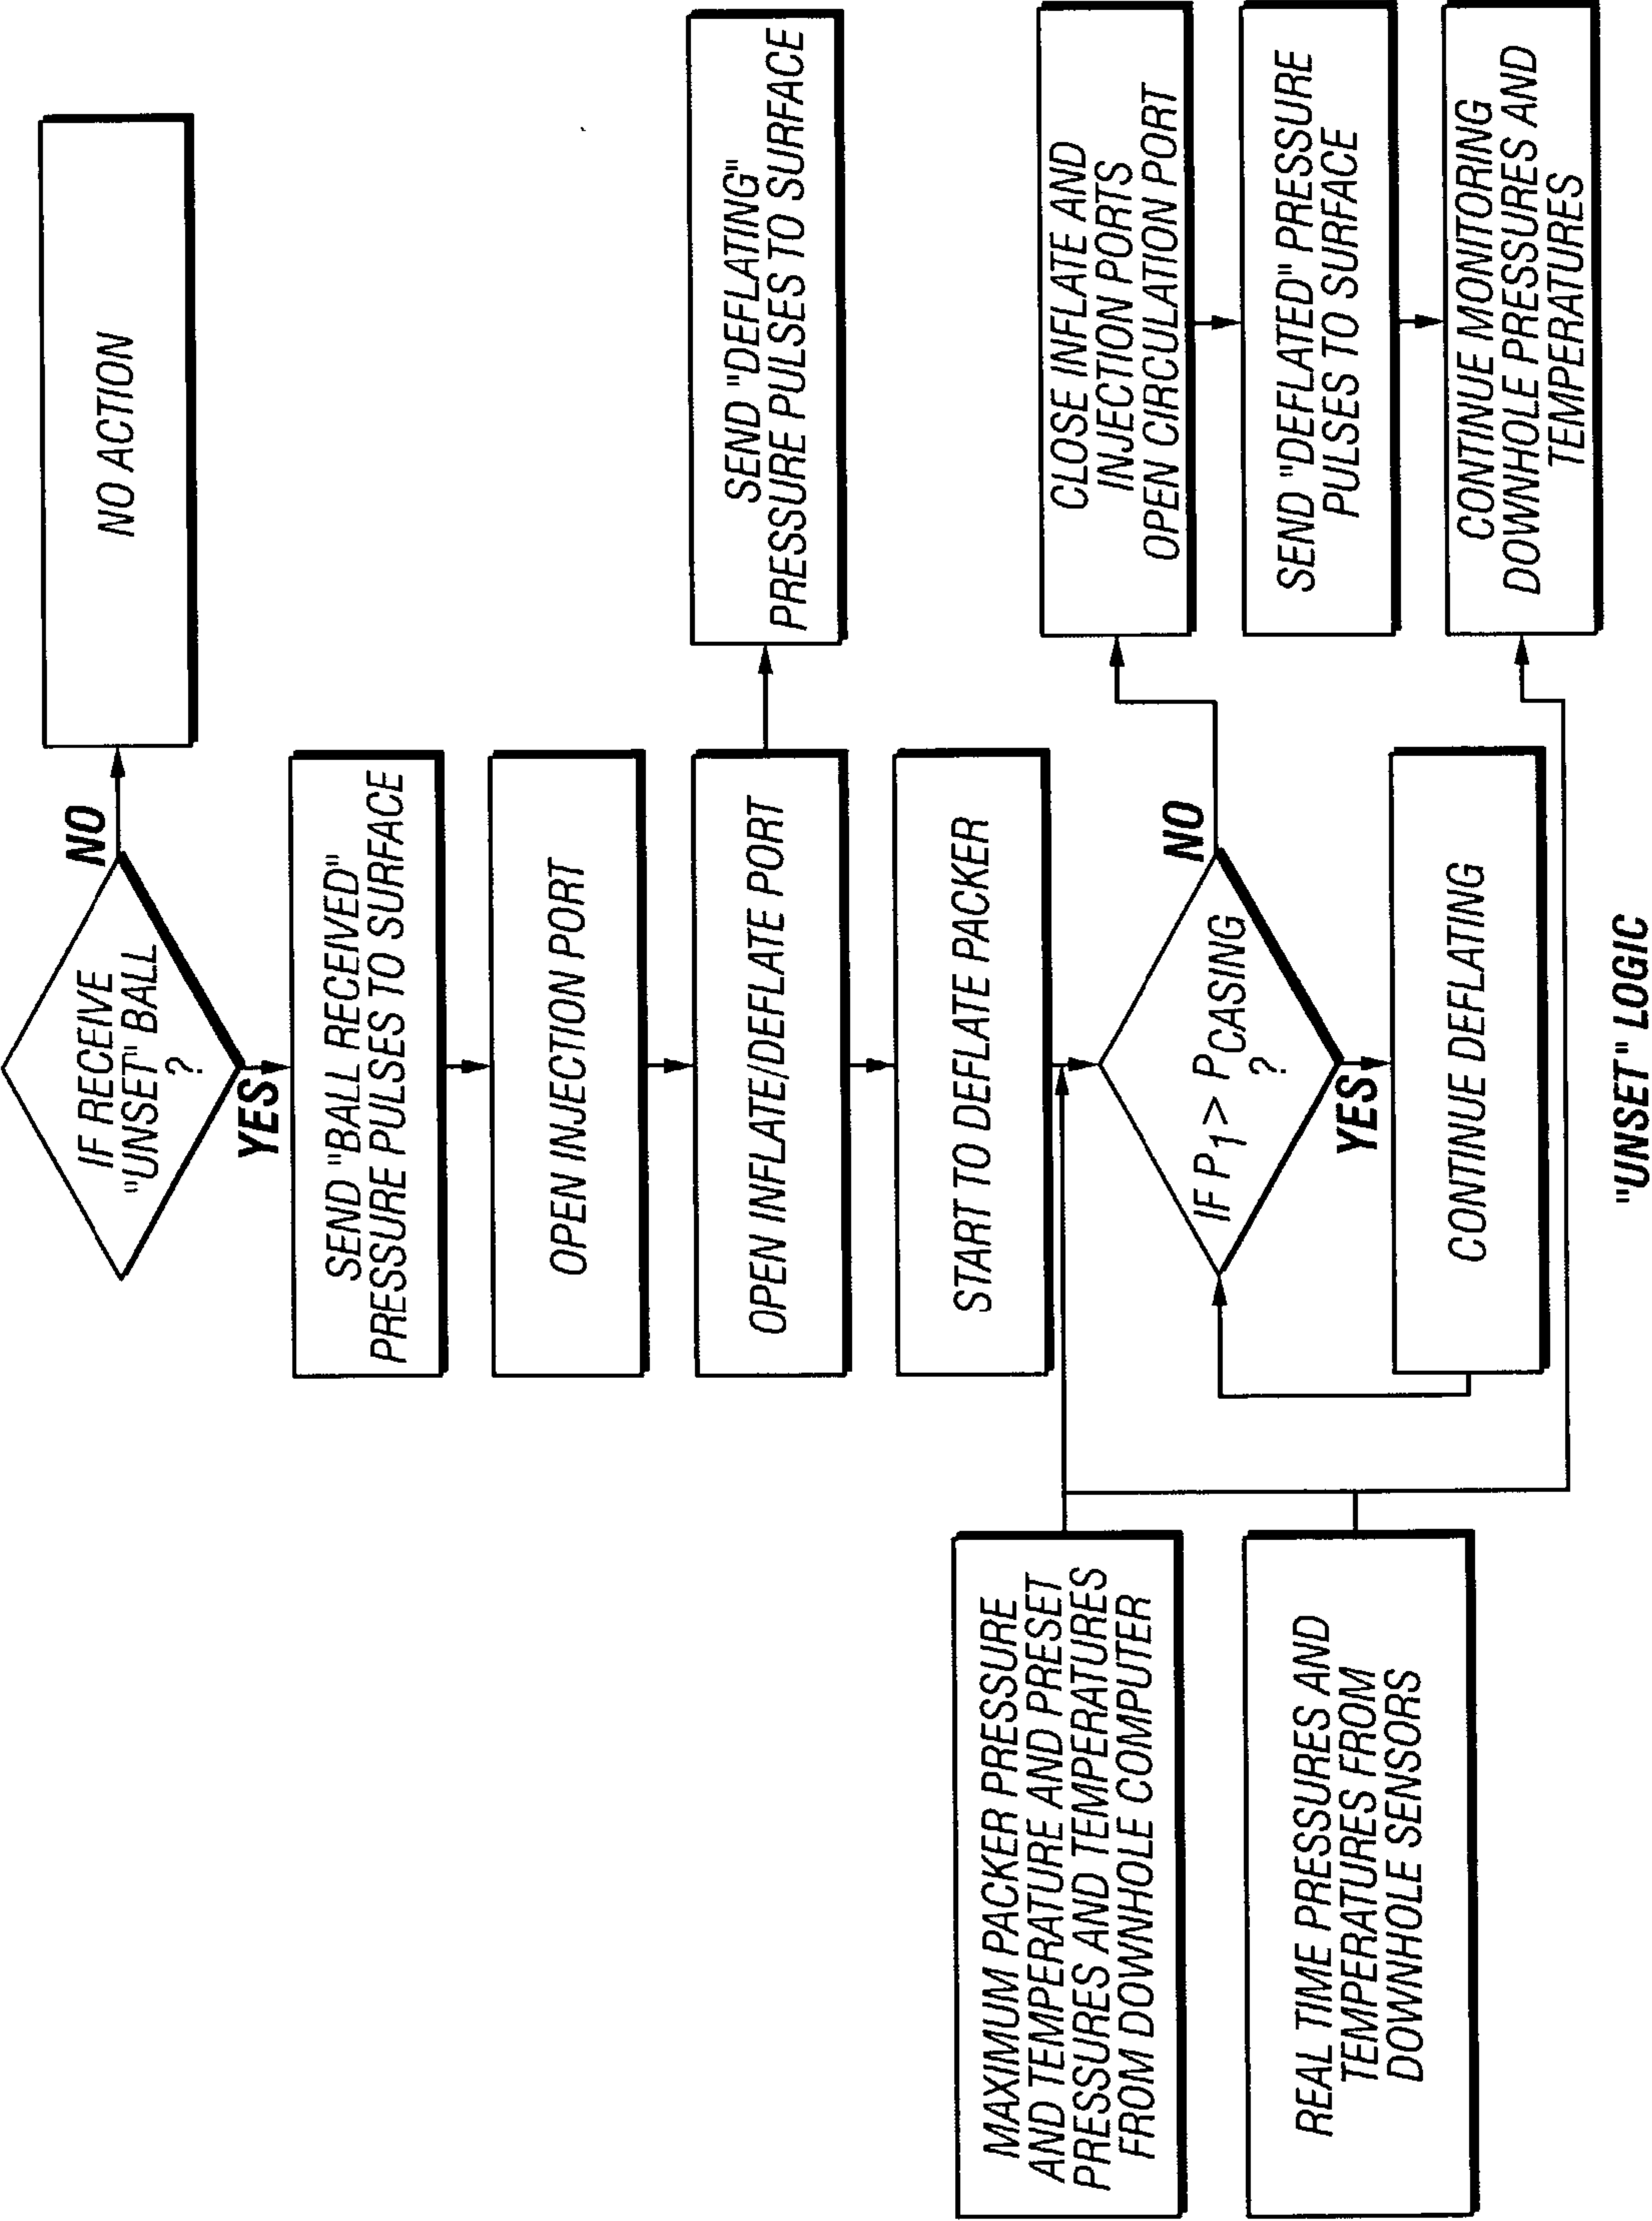 IF RECEIVE
"UNSET" BALL
?
NO
NO ACTION
YES
SEND "BALL RECEIVED"
PRESSURE PULSES TO SURFACE
OPEN INJECTION PORT
OPEN INFLATE/DEFLATE PORT
SEND "DEFLATING"
PRESSURE PULSES TO SURFACE
START TO DEFLATE PACKER
MAXIMUM PACKER PRESSURE
AND TEMPERATURE AND PRESET
PRESSURES AND TEMPERATURES
FROM DOWNHOLE COMPUTER
REAL TIME PRESSURES AND
TEMPERATURES FROM
DOWNHOLE SENSORS
IF P1 > PCASING
?
NO
YES
CONTINUE DEFLATING
CLOSE INFLATE AND
INJECTION PORTS
OPEN CIRCULATION PORT
SEND "DEFLATED" PRESSURE
PULSES TO SURFACE
CONTINUE MONITORING
DOWNHOLE PRESSURES AND
TEMPERATURES
"UNSET" LOGIC